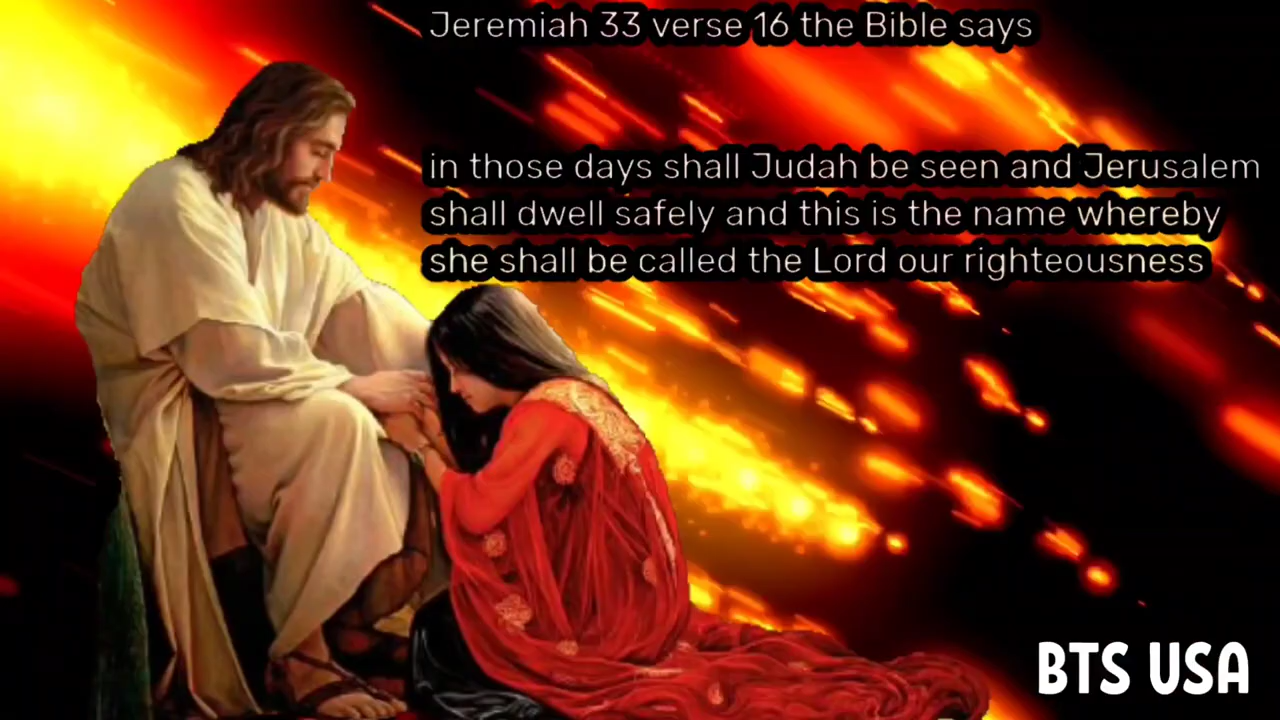 Jeremiah 33 verse 16 the Bible says
in those days shall Judah be seen and Jerusalem
shall dwell safely and this is the name whereby
she shall be called the Lord our righteousness
BTS USA